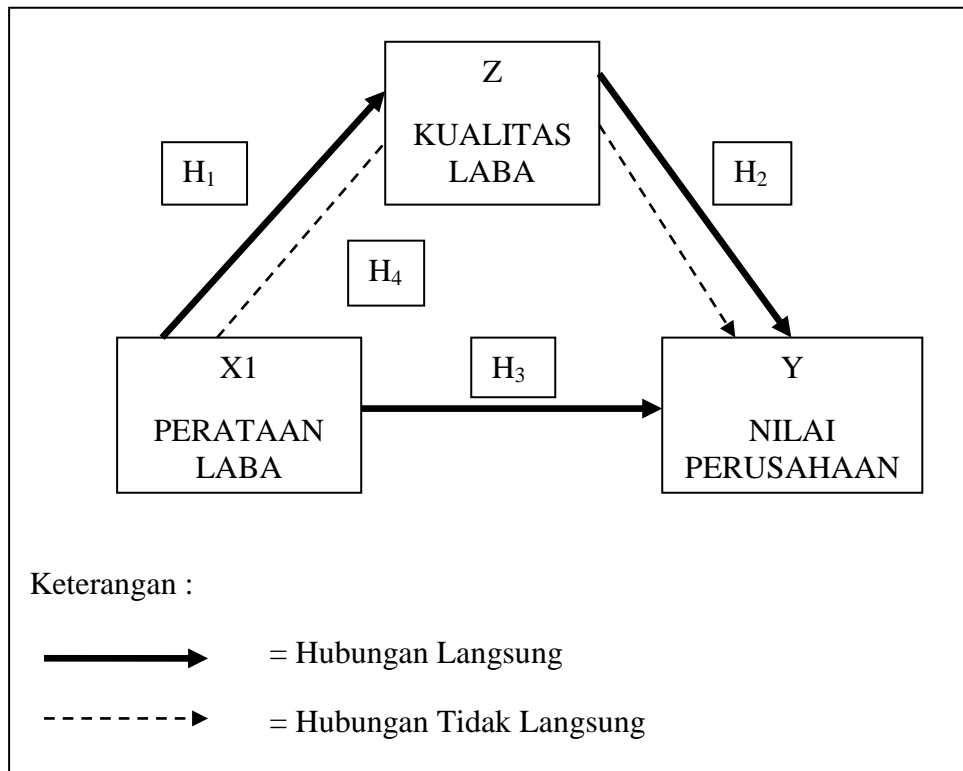 Z
KUALITAS
LABA
H₁
H₂
H₄
X1
PERATAAN
LABA
H₃
Y
NILAI
PERUSAHAAN
Keterangan :
= Hubungan Langsung
= Hubungan Tidak Langsung